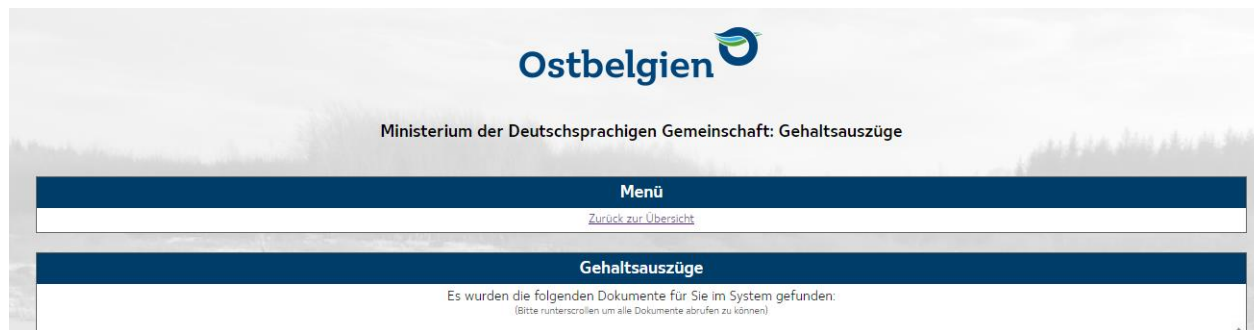 Ostbelgien
Ministerium der Deutschsprachigen Gemeinschaft: Gehaltsauszüge
Menü
Zurück zur Übersicht
Gehaltsauszüge
Es wurden die folgenden Dokumente für Sie im System gefunden:
(Bitte runterscrollen um alle Dokumente abrufen zu können)